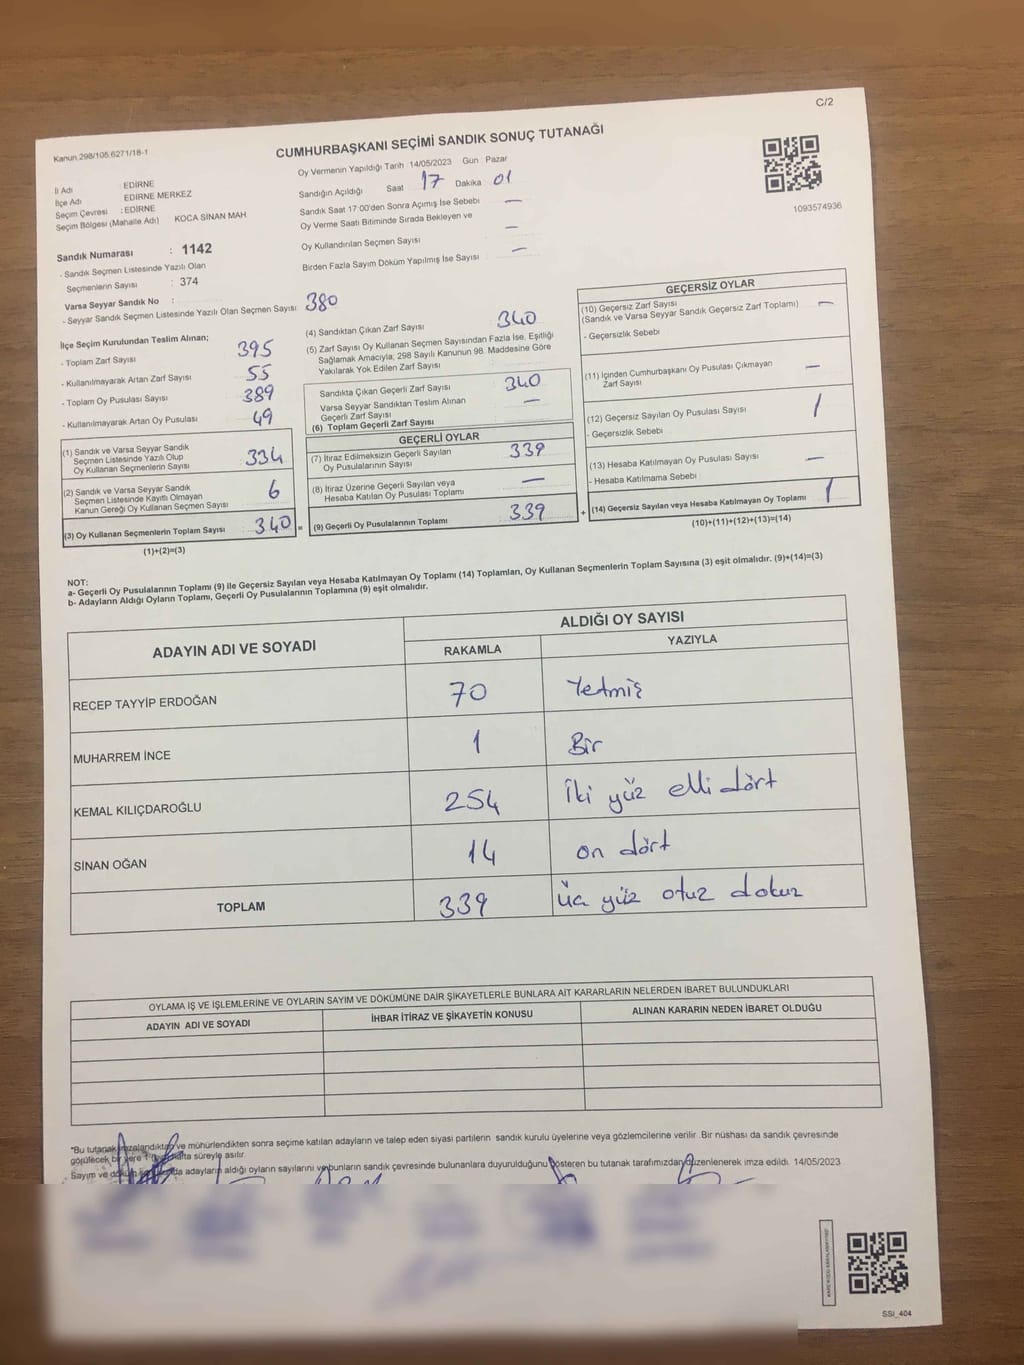 C/2
Kanun 298/105.6271/18-1
CUMHURBAŞKANI SEÇİMİ SANDIK SONUÇ TUTANAĞI
Oy Vermenin Yapıldığı Tarih 14/05/2023 Gün Pazar
İl Adı : EDİRNE
İlçe Adı EDİRNE MERKEZ
Seçim Çevresi : EDİRNE
Seçim Bölgesi (Mahalle Adı) KOCA SİNAN MAH
Sandığın Açıldığı Saat 17 Dakika 01
Sandık Saat 17:00'den Sonra Açımış İse Sebebi —
Oy Verme Saati Bitiminde Sırada Bekleyen ve
Oy Kullandırılan Seçmen Sayısı —
Birden Fazla Sayım Döküm Yapılmış İse Sayısı —
1093574936
Sandık Numarası : 1142
- Sandık Seçmen Listesinde Yazılı Olan
Seçmenlerin Sayısı : 374
Varsa Seyyar Sandık No :
- Seyyar Sandık Seçmen Listesinde Yazılı Olan Seçmen Sayısı 380
İlçe Seçim Kurulundan Teslim Alınan;
- Toplam Zarf Sayısı 395
- Kullanılmayarak Artan Zarf Sayısı 55
- Toplam Oy Pusulası Sayısı 389
- Kullanılmayarak Artan Oy Pusulası 49
(1) Sandık ve Varsa Seyyar Sandık
Seçmen Listesinde Yazılı Olup
Oy Kullanan Seçmenlerin Sayısı 334
(2) Sandık ve Varsa Seyyar Sandık
Seçmen Listesinde Kayıtlı Olmayan
Kanun Gereği Oy Kullanan Seçmen Sayısı 6
(3) Oy Kullanan Seçmenlerin Toplam Sayısı 340 =
(1)+(2)=(3)
(4) Sandıktan Çıkan Zarf Sayısı 340
(5) Zarf Sayısı Oy Kullanan Seçmen Sayısından Fazla İse, Eşitliği
Sağlamak Amacıyla, 298 Sayılı Kanunun 98. Maddesine Göre
Yakılarak Yok Edilen Zarf Sayısı
Sandıkta Çıkan Geçerli Zarf Sayısı 340
Varsa Seyyar Sandıktan Teslim Alınan
Geçerli Zarf Sayısı —
(6) Toplam Geçerli Zarf Sayısı
GEÇERLİ OYLAR
(7) İtiraz Edilmeksizin Geçerli Sayılan
Oy Pusulalarının Sayısı 339
(8) İtiraz Üzerine Geçerli Sayılan veya
Hesaba Katılan Oy Pusulası Toplamı —
(9) Geçerli Oy Pusulalarının Toplamı 339 +
GEÇERSİZ OYLAR
(10) Geçersiz Zarf Sayısı
(Sandık ve Varsa Seyyar Sandık Geçersiz Zarf Toplamı) —
- Geçersizlik Sebebi
(11) İçinden Cumhurbaşkanı Oy Pusulası Çıkmayan
Zarf Sayısı —
(12) Geçersiz Sayılan Oy Pusulası Sayısı 1
- Geçersizlik Sebebi
(13) Hesaba Katılmayan Oy Pusulası Sayısı —
- Hesaba Katılmama Sebebi
(14) Geçersiz Sayılan veya Hesaba Katılmayan Oy Toplamı 1
(10)+(11)+(12)+(13)=(14)
NOT:
a- Geçerli Oy Pusulalarının Toplamı (9) ile Geçersiz Sayılan veya Hesaba Katılmayan Oy Toplamı (14) Toplamları, Oy Kullanan Seçmenlerin Toplam Sayısına (3) eşit olmalıdır. (9)+(14)=(3)
b- Adayların Aldığı Oyların Toplamı, Geçerli Oy Pusulalarının Toplamına (9) eşit olmalıdır.
ADAYIN ADI VE SOYADI
ALDIĞI OY SAYISI
RAKAMLA YAZIYLA
RECEP TAYYİP ERDOĞAN 70 Yetmiş
MUHARREM İNCE 1 Bir
KEMAL KILIÇDAROĞLU 254 İki yüz elli dört
SİNAN OĞAN 14 on dört
TOPLAM 339 üç yüz otuz dokuz
OYLAMA İŞ VE İŞLEMLERİNE VE OYLARIN SAYIM VE DÖKÜMÜNE DAİR ŞİKAYETLERLE BUNLARA AİT KARARLARIN NELERDEN İBARET BULUNDUKLARI
ADAYIN ADI VE SOYADI İHBAR İTİRAZ VE ŞİKAYETİN KONUSU ALINAN KARARIN NEDEN İBARET OLDUĞU
*Bu tutanak imzalandıktan ve mühürlendikten sonra seçime katılan adayların ve talep eden siyasi partilerin sandık kurulu üyelerine veya gözlemcilerine verilir. Bir nüshası da sandık çevresinde
görülecek bir yere 1 hafta süreyle asılır.
Sayım ve adayların aldığı oyların sayılarını ve bunların sandık çevresinde bulunanlara duyurulduğunu gösteren bu tutanak tarafımızdan düzenlenerek imza edildi. 14/05/2023
SSI_404